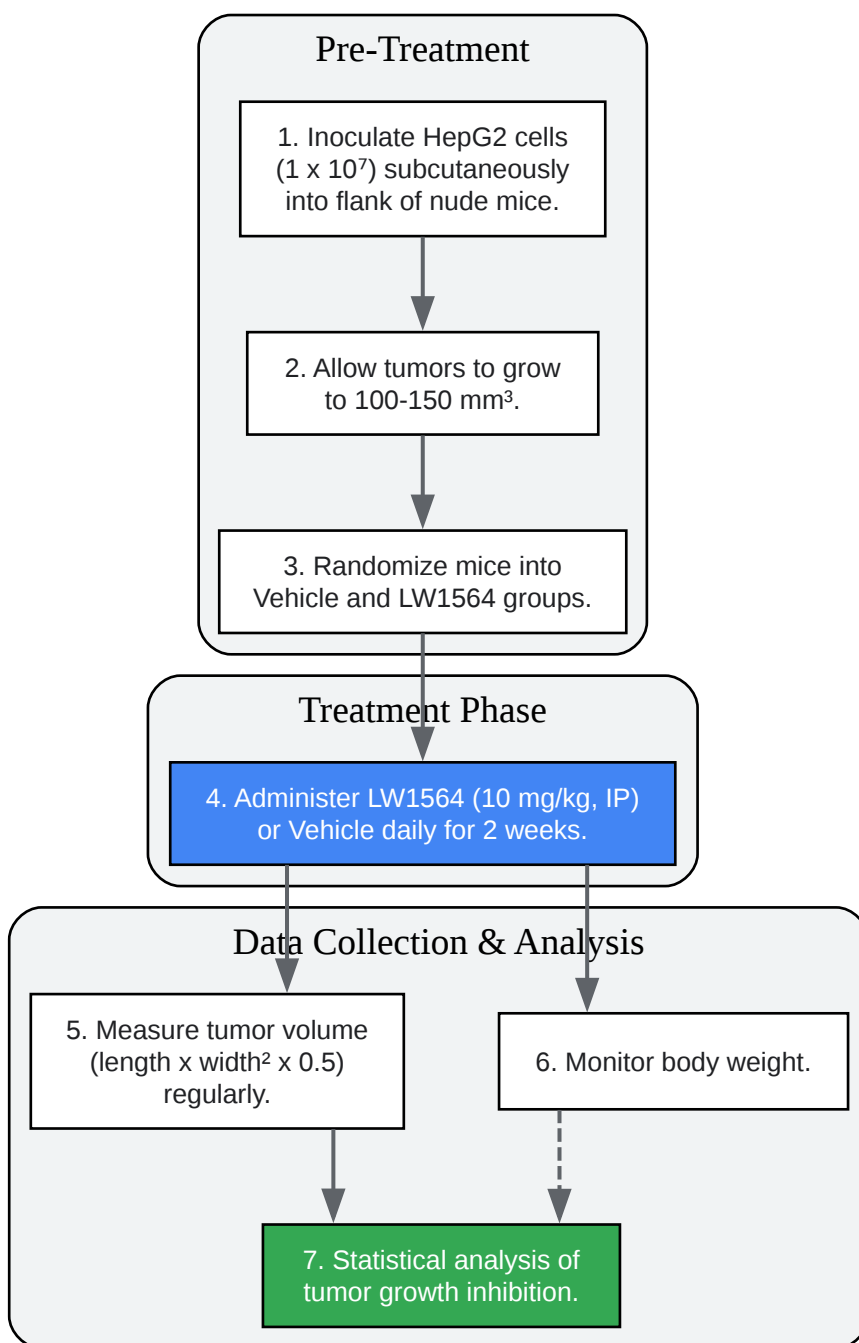 Pre-Treatment
1. Inoculate HepG2 cells
(1 x 10⁷) subcutaneously
into flank of nude mice.
2. Allow tumors to grow
to 100-150 mm³.
3. Randomize mice into
Vehicle and LW1564 groups.
Treatment Phase
4. Administer LW1564 (10 mg/kg, IP)
or Vehicle daily for 2 weeks.
Data Collection & Analysis
5. Measure tumor volume
(length x width² x 0.5)
regularly.
6. Monitor body weight.
7. Statistical analysis of
tumor growth inhibition.